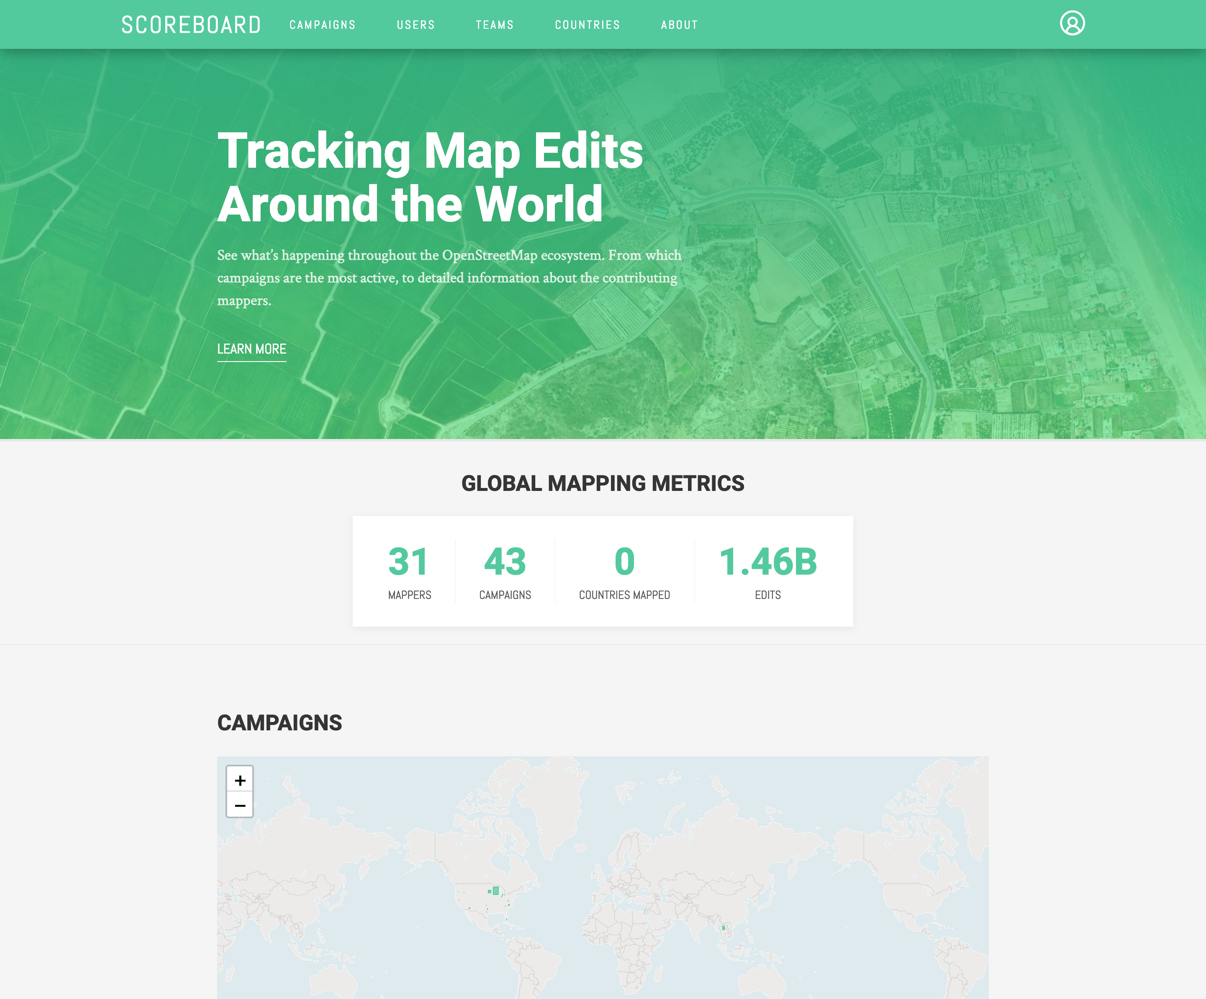 SCOREBOARD CAMPAIGNS USERS TEAMS COUNTRIES ABOUT
Tracking Map Edits
Around the World
See what's happening throughout the OpenStreetMap ecosystem. From which
campaigns are the most active, to detailed information about the contributing
mappers.
LEARN MORE
GLOBAL MAPPING METRICS
31 43 0 1.46B
MAPPERS CAMPAIGNS COUNTRIES MAPPED EDITS
CAMPAIGNS
+
−